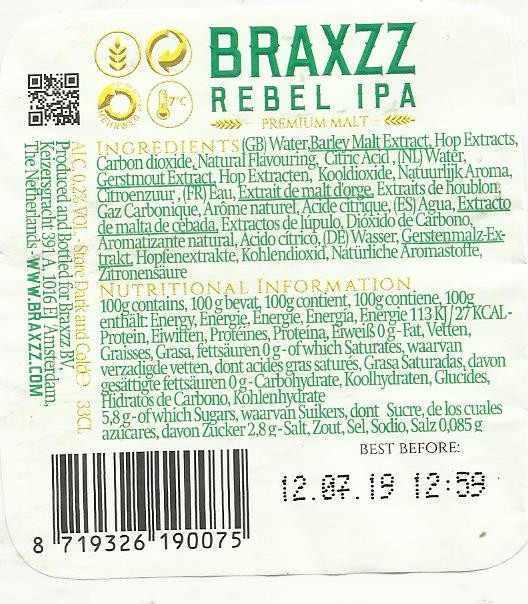 BRAXZZ
REBEL IPA
PREMIUM MALT
MEHRWEG
7°C
INGREDIENTS (GB) Water,Barley Malt Extract, Hop Extracts,
Carbon dioxide, Natural Flavouring, Citric Acid , (NL) Water,
Gerstmout Extract, Hop Extracten, Kooldioxide, Natuurlijk Aroma,
Citroenzuur , (FR) Eau, Extrait de malt d'orge, Extraits de houblon,
Gaz Carbonique, Arôme naturel, Acide citrique, (ES) Agua, Extracto
de malta de cebada, Extractos de lúpulo, Dióxido de Carbono,
Aromatizante natural, Acido cítrico, (DE) Wasser, Gerstenmalz-Ex-
trakt, Hopfenextrakte, Kohlendioxid, Natürliche Aromastoffe,
Zitronensäure
NUTRITIONAL INFORMATION
100g contains, 100 g bevat, 100g contient, 100g contiene, 100g
enthält: Energy, Energie, Energie, Energía, Energie 113 KJ / 27 KCAL -
Protein, Eiwitten, Protéines, Proteína, Eiweiß 0 g - Fat, Vetten,
Graisses, Grasa, fettsäuren 0 g - of which Saturates, waarvan
verzadigde vetten, dont acides gras saturés, Grasa Saturadas, davon
gesättigte fettsäuren 0 g - Carbohydrate, Koolhydraten, Glucides,
Hidratos de Carbono, Kohlenhydrate
5,8 g - of which Sugars, waarvan Suikers, dont Sucre, de los cuales
azúcares, davon Zücker 2,8 g - Salt, Zout, Sel, Sodio, Salz 0,085 g
ALC. 0.2% VOL - Store Dark and Cold ℮ 33CL
Produced and Bottled for Braxzz BV,
Keizersgracht 391A, 1016 EJ Amsterdam,
The Netherlands - WWW.BRAXZZ.COM
BEST BEFORE:
12.07.19 12:59
8 719326 190075